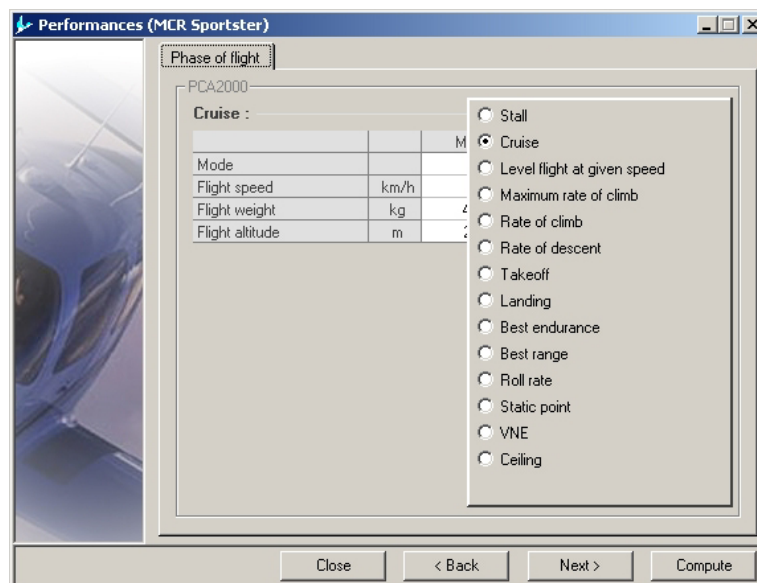 Performances (MCR Sportster)
Phase of flight
PCA2000
Cruise :
M
Mode
Flight speed km/h
Flight weight kg 4
Flight altitude m
Stall
Cruise
Level flight at given speed
Maximum rate of climb
Rate of climb
Rate of descent
Takeoff
Landing
Best endurance
Best range
Roll rate
Static point
VNE
Ceiling
Close < Back Next > Compute